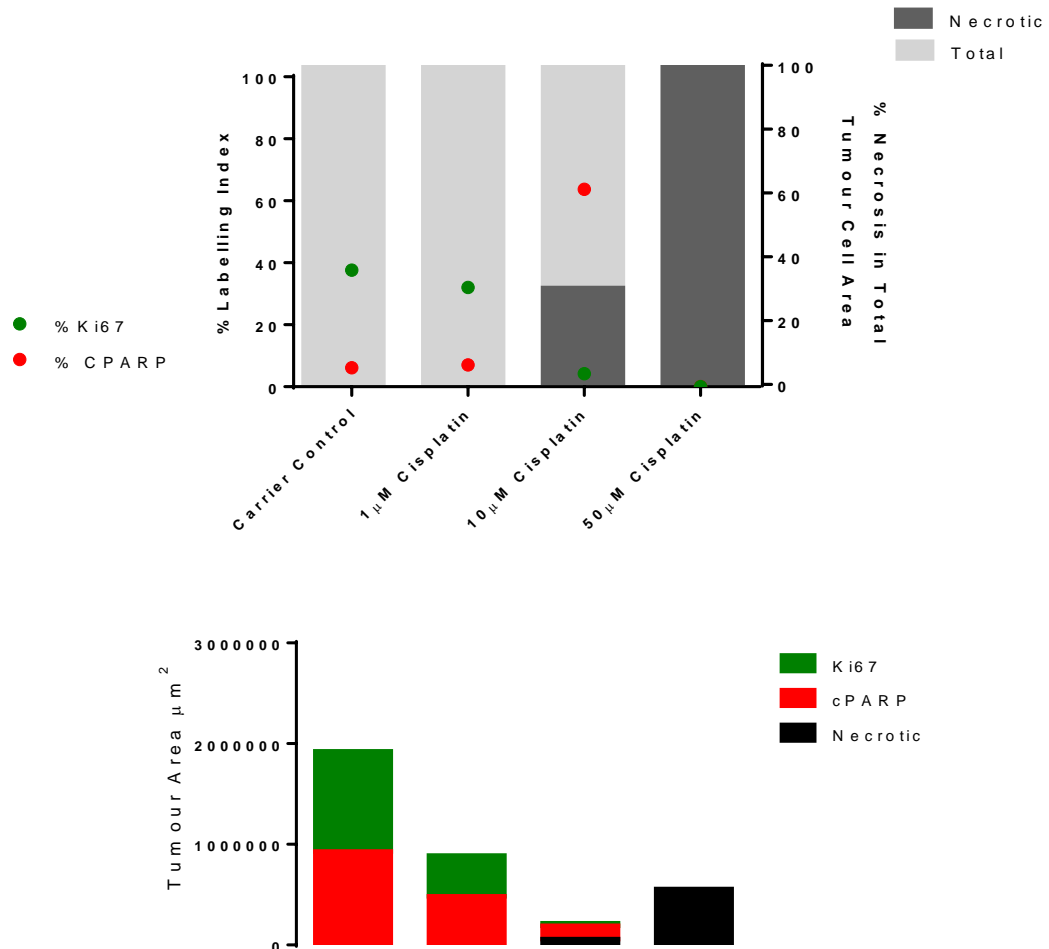 Necrotic
Total
100
80
60
40
20
0
% Labelling Index
100
80
60
40
20
0
% Necrosis in Total
Tumour Cell Area
% Ki67
% CPARP
Carrier Control
1μM Cisplatin
10μM Cisplatin
50μM Cisplatin
3000000
2000000
1000000
0
Tumour Area μm²
Ki67
cPARP
Necrotic